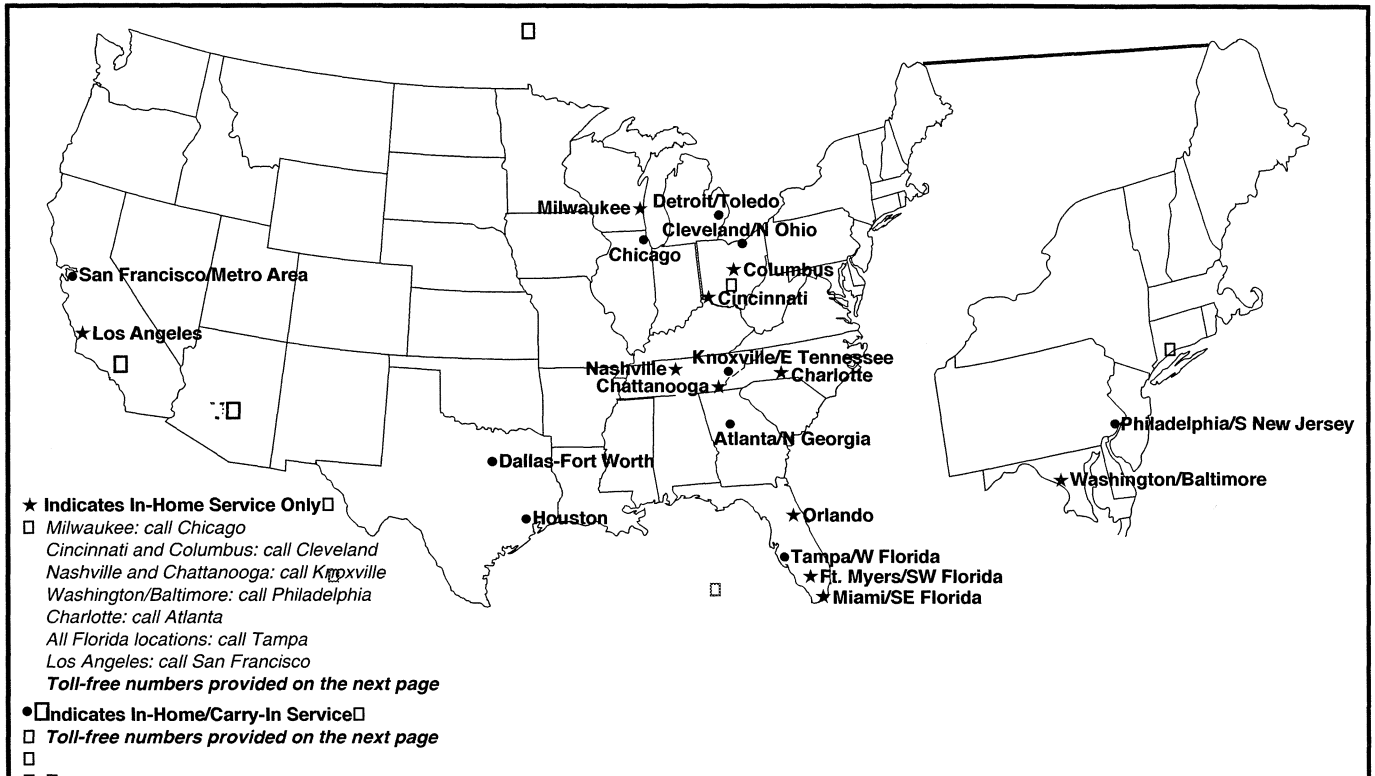 Milwaukee ★
Detroit/Toledo
Cleveland/N Ohio
Chicago
★ Columbus
★ Cincinnati
● San Francisco/Metro Area
★ Los Angeles
Knoxville/E Tennessee
Nashville ★
★ Charlotte
Chattanooga ★
Atlanta/N Georgia
● Philadelphia/S New Jersey
● Dallas-Fort Worth
★ Washington/Baltimore
● Houston
★ Orlando
● Tampa/W Florida
★ Ft. Myers/SW Florida
★ Miami/SE Florida
★ Indicates In-Home Service Only
Milwaukee: call Chicago
Cincinnati and Columbus: call Cleveland
Nashville and Chattanooga: call Knoxville
Washington/Baltimore: call Philadelphia
Charlotte: call Atlanta
All Florida locations: call Tampa
Los Angeles: call San Francisco
Toll-free numbers provided on the next page
● Indicates In-Home/Carry-In Service
Toll-free numbers provided on the next page